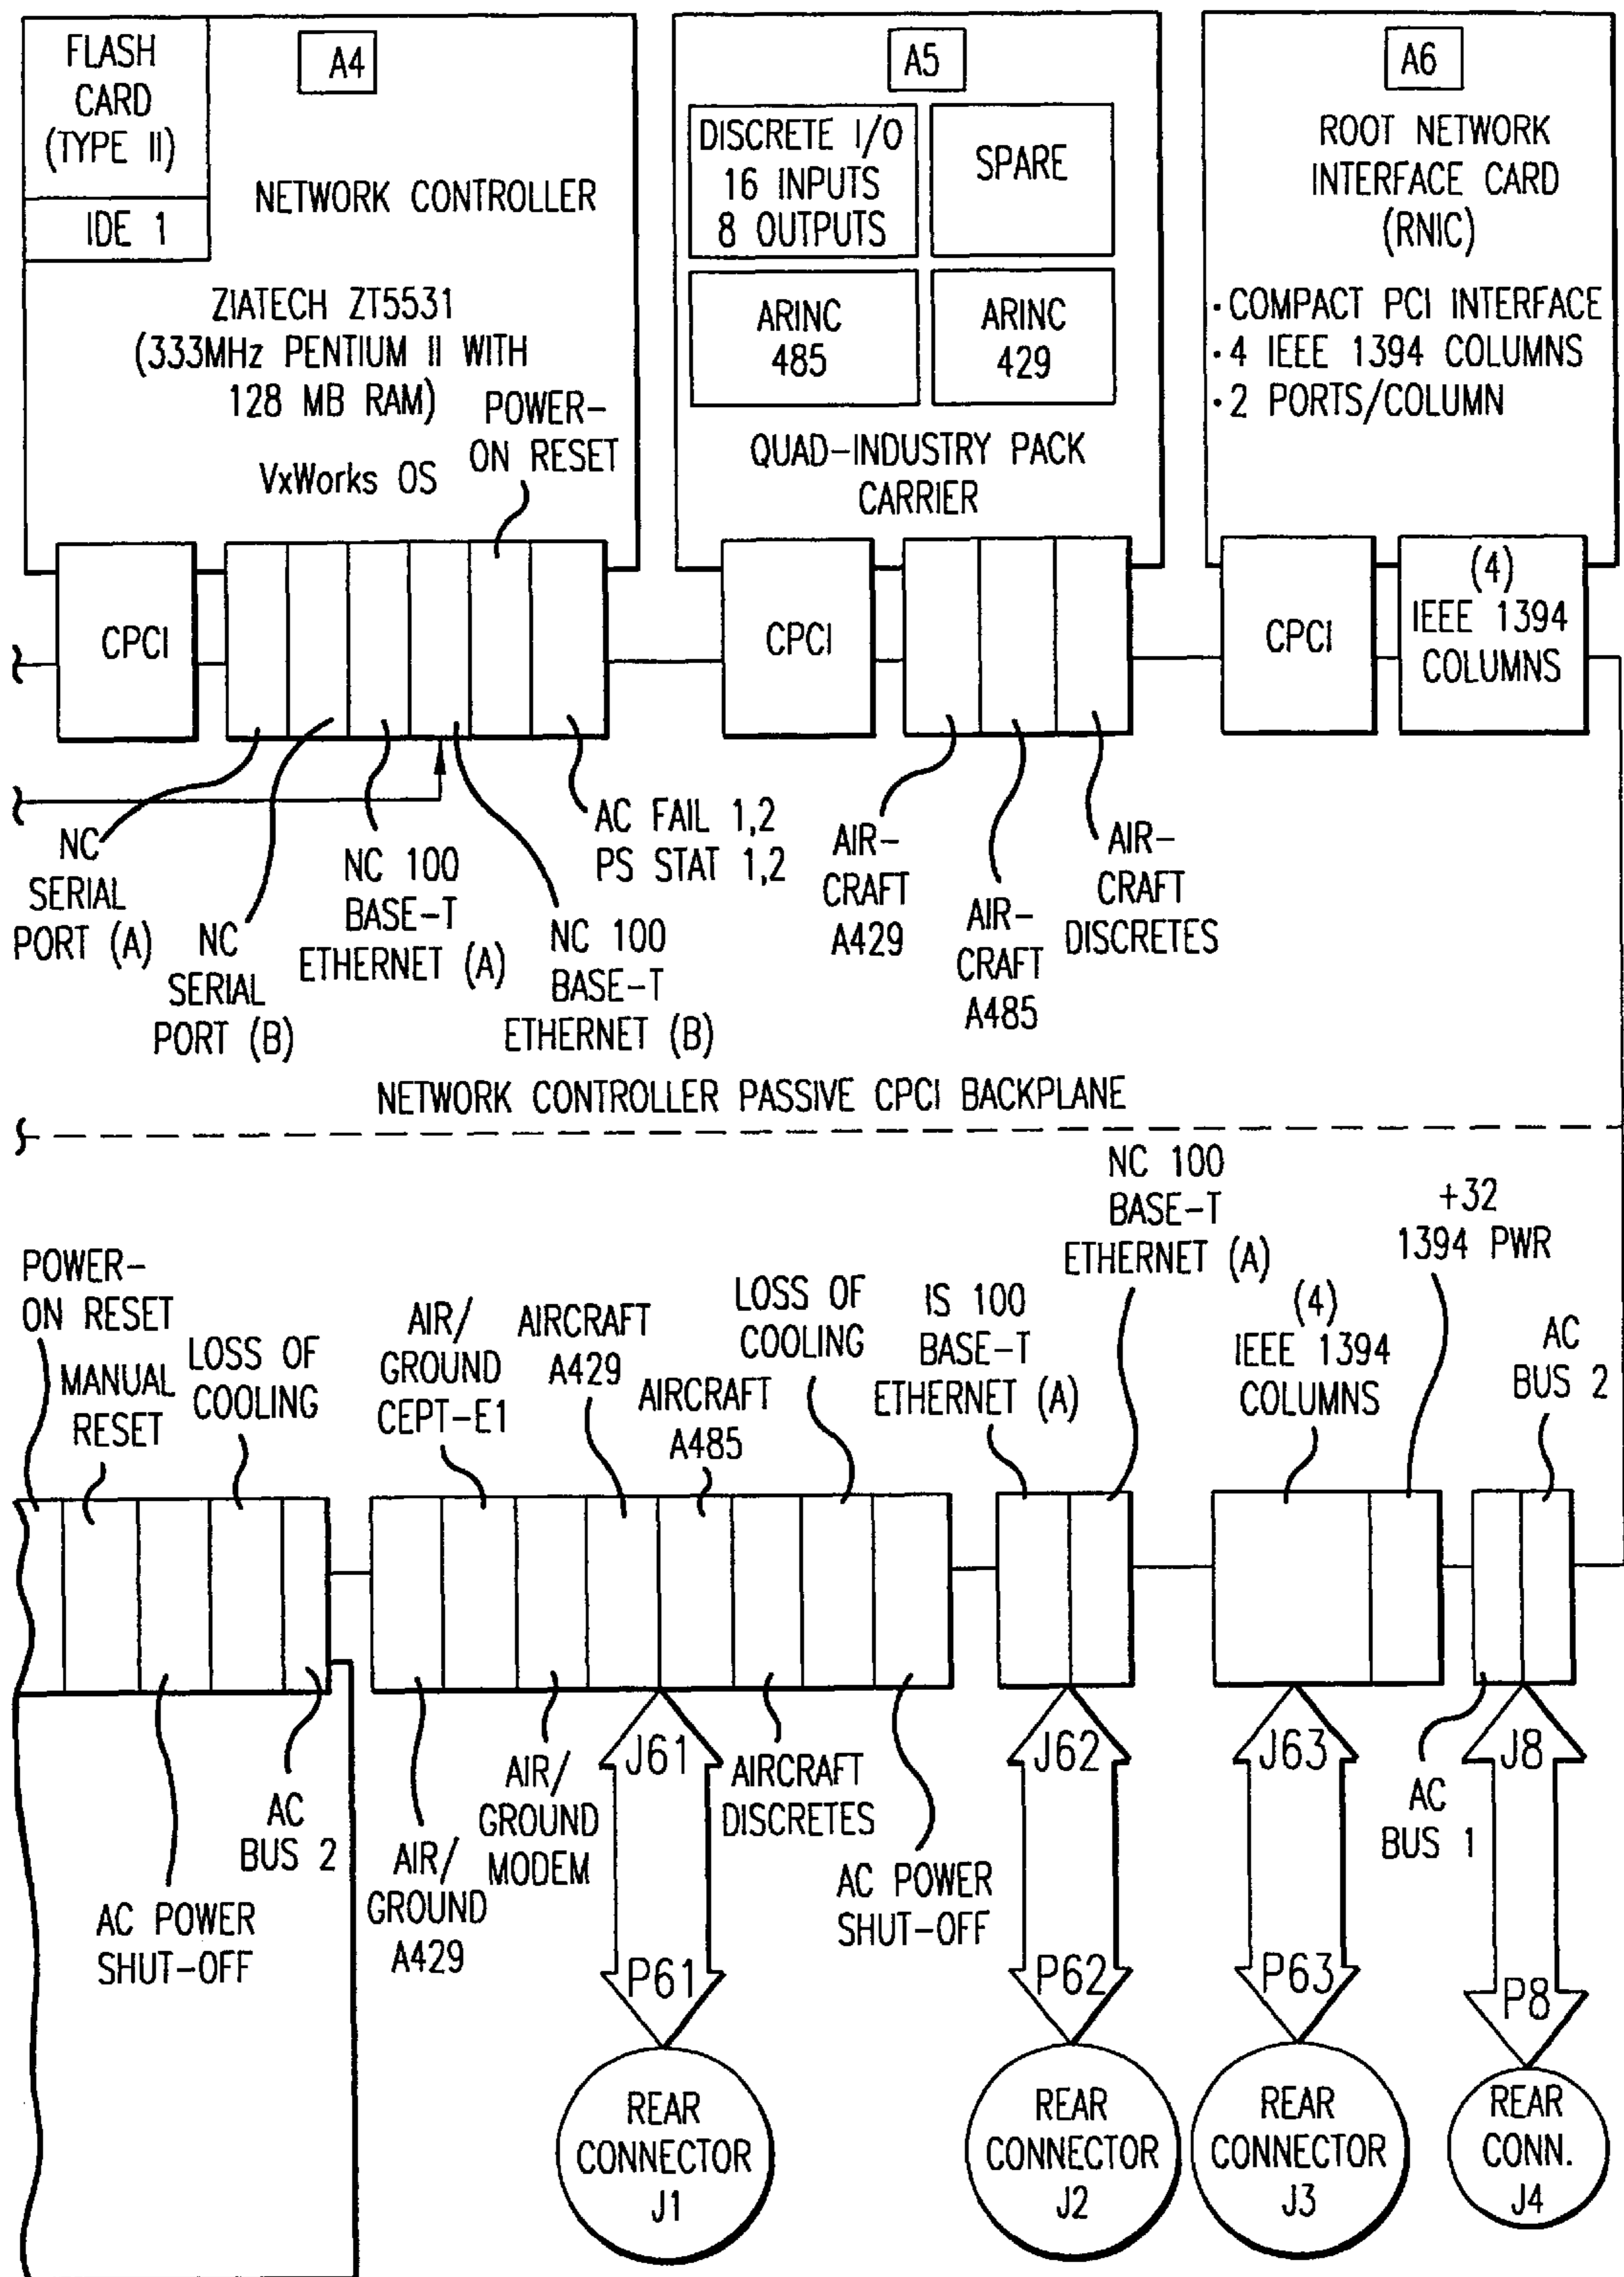 FLASH
CARD
(TYPE II)
IDE 1
A4
NETWORK CONTROLLER
ZIATECH ZT5531
(333MHz PENTIUM II WITH
128 MB RAM)
VxWorks OS
POWER-
ON RESET
A5
DISCRETE I/O
16 INPUTS
8 OUTPUTS
SPARE
ARINC
485
ARINC
429
QUAD-INDUSTRY PACK
CARRIER
A6
ROOT NETWORK
INTERFACE CARD
(RNIC)
·COMPACT PCI INTERFACE
·4 IEEE 1394 COLUMNS
·2 PORTS/COLUMN
CPCI
CPCI
CPCI
(4)
IEEE 1394
COLUMNS
NC
SERIAL
PORT (A)
NC
SERIAL
PORT (B)
NC 100
BASE-T
ETHERNET (A)
NC 100
BASE-T
ETHERNET (B)
AC FAIL 1,2
PS STAT 1,2
AIR-
CRAFT
A429
AIR-
CRAFT
A485
AIR-
CRAFT
DISCRETES
NETWORK CONTROLLER PASSIVE CPCI BACKPLANE
POWER-
ON RESET
MANUAL
RESET
LOSS OF
COOLING
AIR/
GROUND
CEPT-E1
AIRCRAFT
A429
AIRCRAFT
A485
LOSS OF
COOLING
IS 100
BASE-T
ETHERNET (A)
NC 100
BASE-T
ETHERNET (A)
(4)
IEEE 1394
COLUMNS
+32
1394 PWR
AC
BUS 2
AC POWER
SHUT-OFF
AC
BUS 2
AIR/
GROUND
A429
AIR/
GROUND
MODEM
J61
P61
AIRCRAFT
DISCRETES
AC POWER
SHUT-OFF
J62
P62
J63
P63
AC
BUS 1
J8
P8
REAR
CONNECTOR
J1
REAR
CONNECTOR
J2
REAR
CONNECTOR
J3
REAR
CONN.
J4